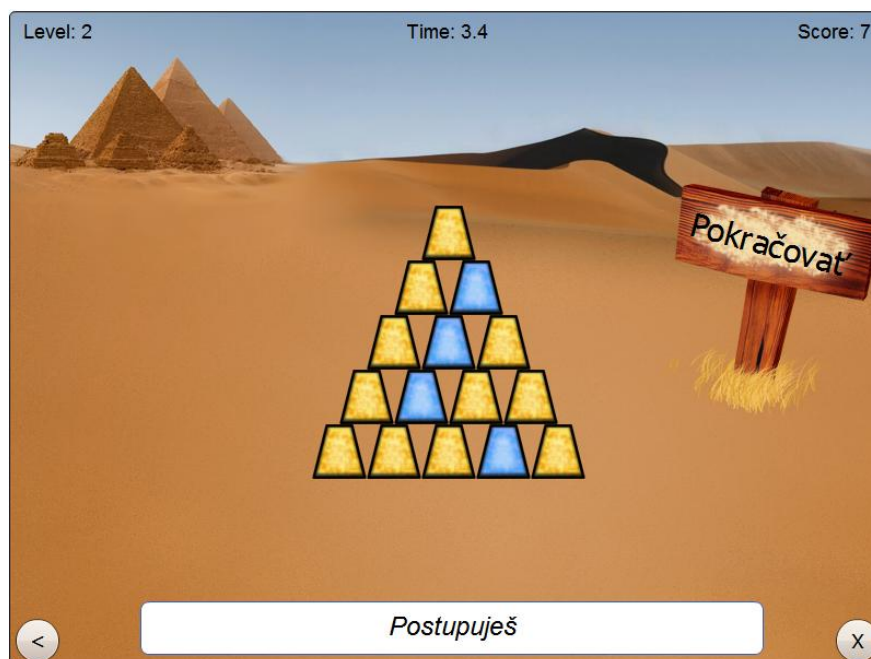 Level: 2
Time: 3.4
Score: 7
Pokračovať
Postupuješ
<
X